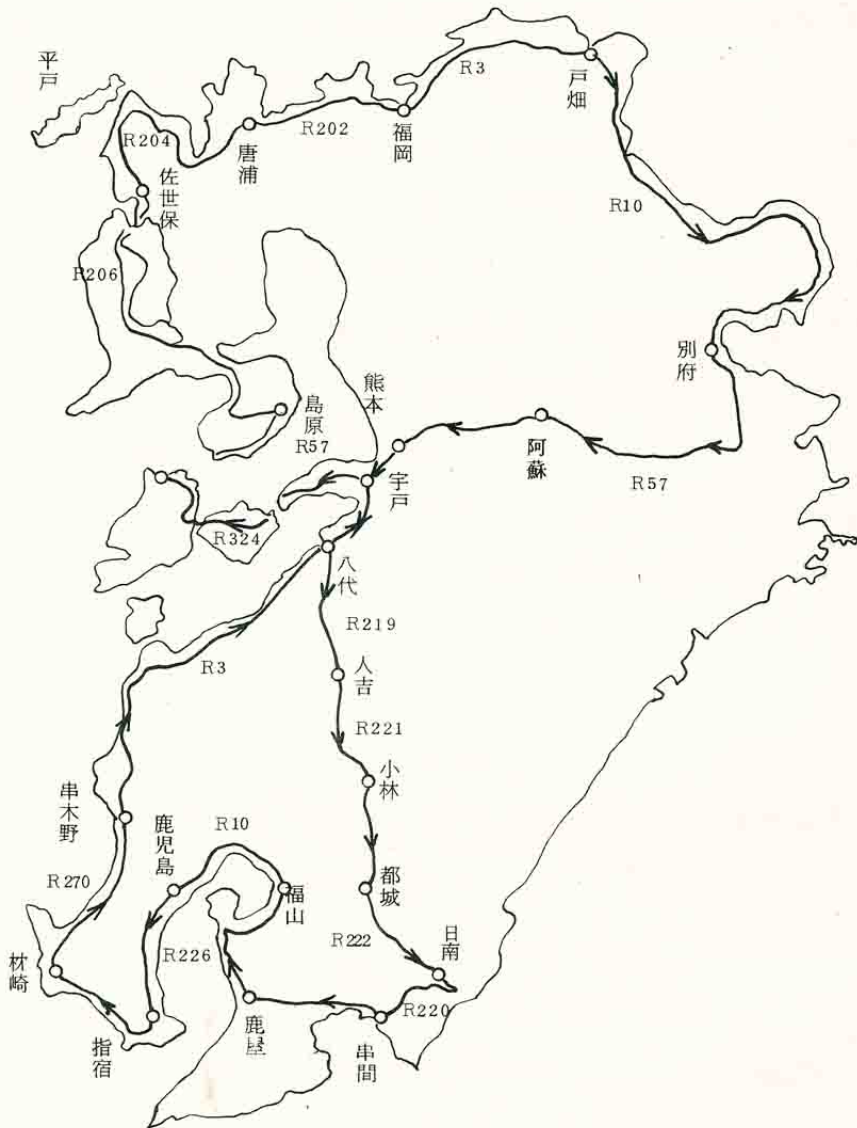 平戸
R3
戸畑
R204
唐浦
R202
福岡
佐世保
R10
R206
別府
熊本
島原
R57
阿蘇
宇戸
R57
R324
八代
R219
R3
人吉
R221
小林
串木野
鹿児島
R10
福山
都城
R270
R222
日南
R226
枕崎
鹿屋
R220
指宿
串間